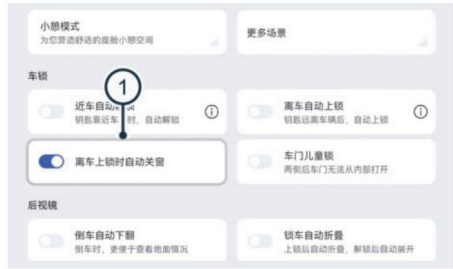 小憩模式
为您营造舒适的座舱小憩空间
更多场景
车锁
1
近车自动
钥匙靠近车 时，自动解锁
离车自动上锁
钥匙远离车辆后，自动上锁
离车上锁时自动关窗
车门儿童锁
两侧后车门无法从内部打开
后视镜
倒车自动下翻
倒车时，更便于查看地面情况
锁车自动折叠
上锁后自动折叠，解锁后自动展开